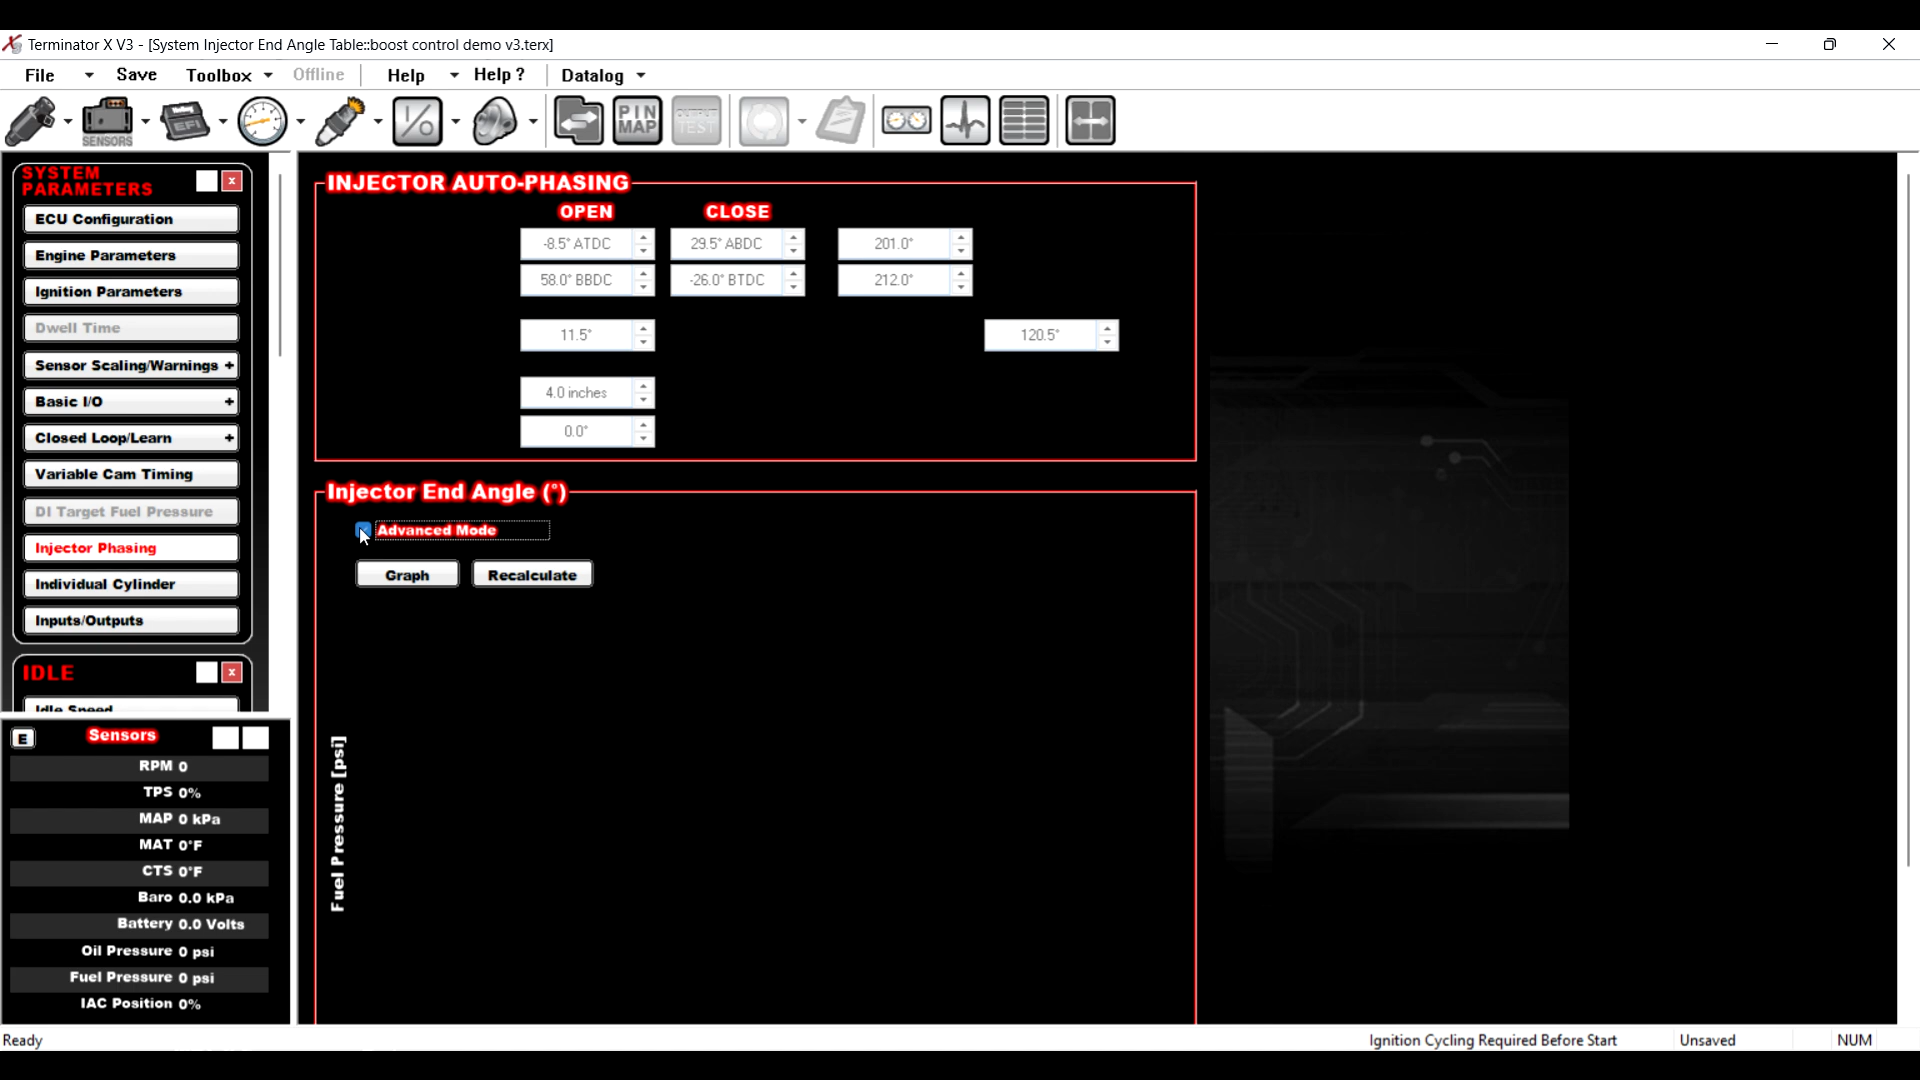 Terminator X V3 - [System Injector End Angle Table::boost control demo v3.terx]
File Save Toolbox Offline Help Help ? Datalog
SENSORS EFI I/O PIN MAP OUTPUT TEST
SYSTEM PARAMETERS
ECU Configuration
Engine Parameters
Ignition Parameters
Dwell Time
Sensor Scaling/Warnings +
Basic I/O +
Closed Loop/Learn +
Variable Cam Timing
DI Target Fuel Pressure
Injector Phasing
Individual Cylinder
Inputs/Outputs
IDLE
Idle Speed
E Sensors
RPM 0
TPS 0%
MAP 0 kPa
MAT 0°F
CTS 0°F
Baro 0.0 kPa
Battery 0.0 Volts
Oil Pressure 0 psi
Fuel Pressure 0 psi
IAC Position 0%
INJECTOR AUTO-PHASING
OPEN CLOSE
-8.5° ATDC 29.5° ABDC 201.0°
58.0° BBDC -26.0° BTDC 212.0°
11.5° 120.5°
4.0 inches
0.0°
Injector End Angle (°)
Advanced Mode
Graph Recalculate
Fuel Pressure [psi]
Ready Ignition Cycling Required Before Start Unsaved NUM